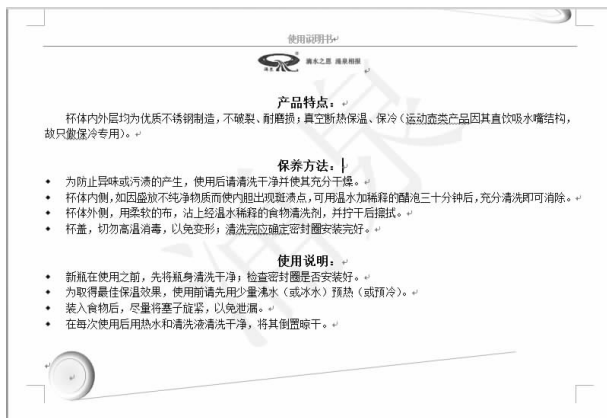 使用说明书
滴水之恩 涌泉相报
产品特点：
杯体内外层均为优质不锈钢制造，不破裂、耐磨损；真空断热保温、保冷（运动壶类产品因其直饮吸水嘴结构，
故只做保冷专用）。
保养方法：
• 为防止异味或污渍的产生，使用后请清洗干净并使其充分干燥。
• 杯体内侧，如因盛放不纯净物质而使内胆出现斑渍点，可用温水加稀释的醋泡三十分钟后，充分清洗即可消除。
• 杯体外侧，用柔软的布，沾上经温水稀释的食物清洗剂，并拧干后擦拭。
• 杯盖，切勿高温消毒，以免变形；清洗完应确定密封圈安装完好。
使用说明：
• 新瓶在使用之前，先将瓶身清洗干净；检查密封圈是否安装好。
• 为取得最佳保温效果，使用前请先用少量沸水（或冰水）预热（或预冷）。
• 装入食物后，尽量将塞子旋紧，以免泄漏。
• 在每次使用后用热水和清洗液清洗干净，将其倒置晾干。